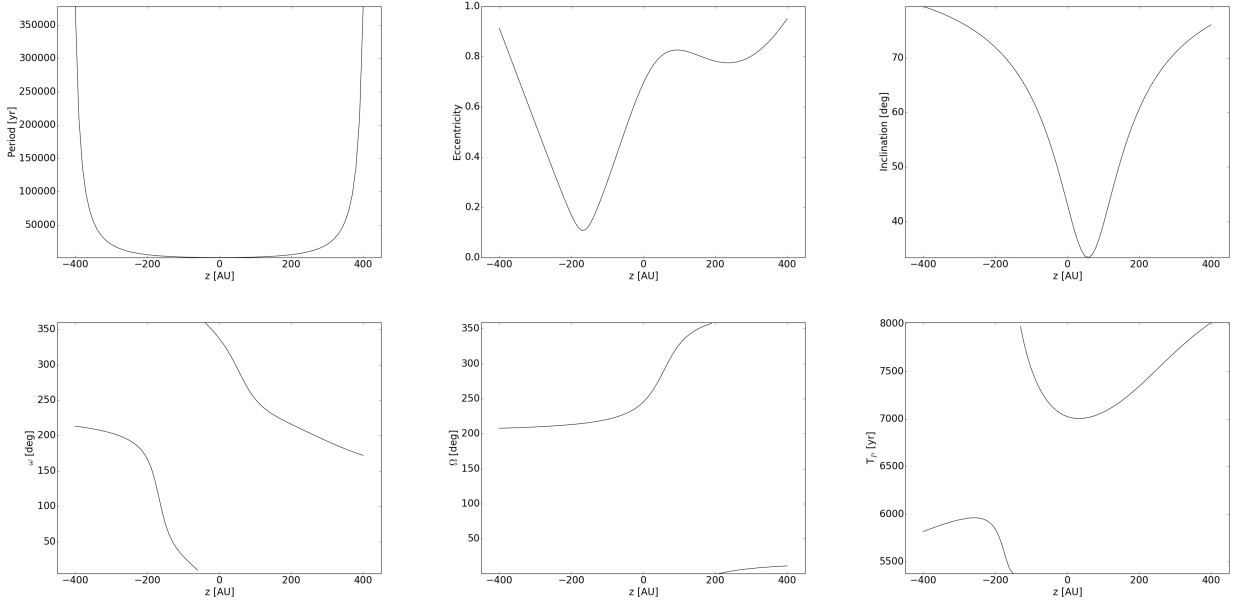 Period [yr]
350000
300000
250000
200000
150000
100000
50000
−400 −200 0 200 400
z [AU]
Eccentricity
1.0
0.8
0.6
0.4
0.2
0.0
−400 −200 0 200 400
z [AU]
Inclination [deg]
70
60
50
40
−400 −200 0 200 400
z [AU]
ω [deg]
350
300
250
200
150
100
50
−400 −200 0 200 400
z [AU]
Ω [deg]
350
300
250
200
150
100
50
−400 −200 0 200 400
z [AU]
T_P [yr]
8000
7500
7000
6500
6000
5500
−400 −200 0 200 400
z [AU]